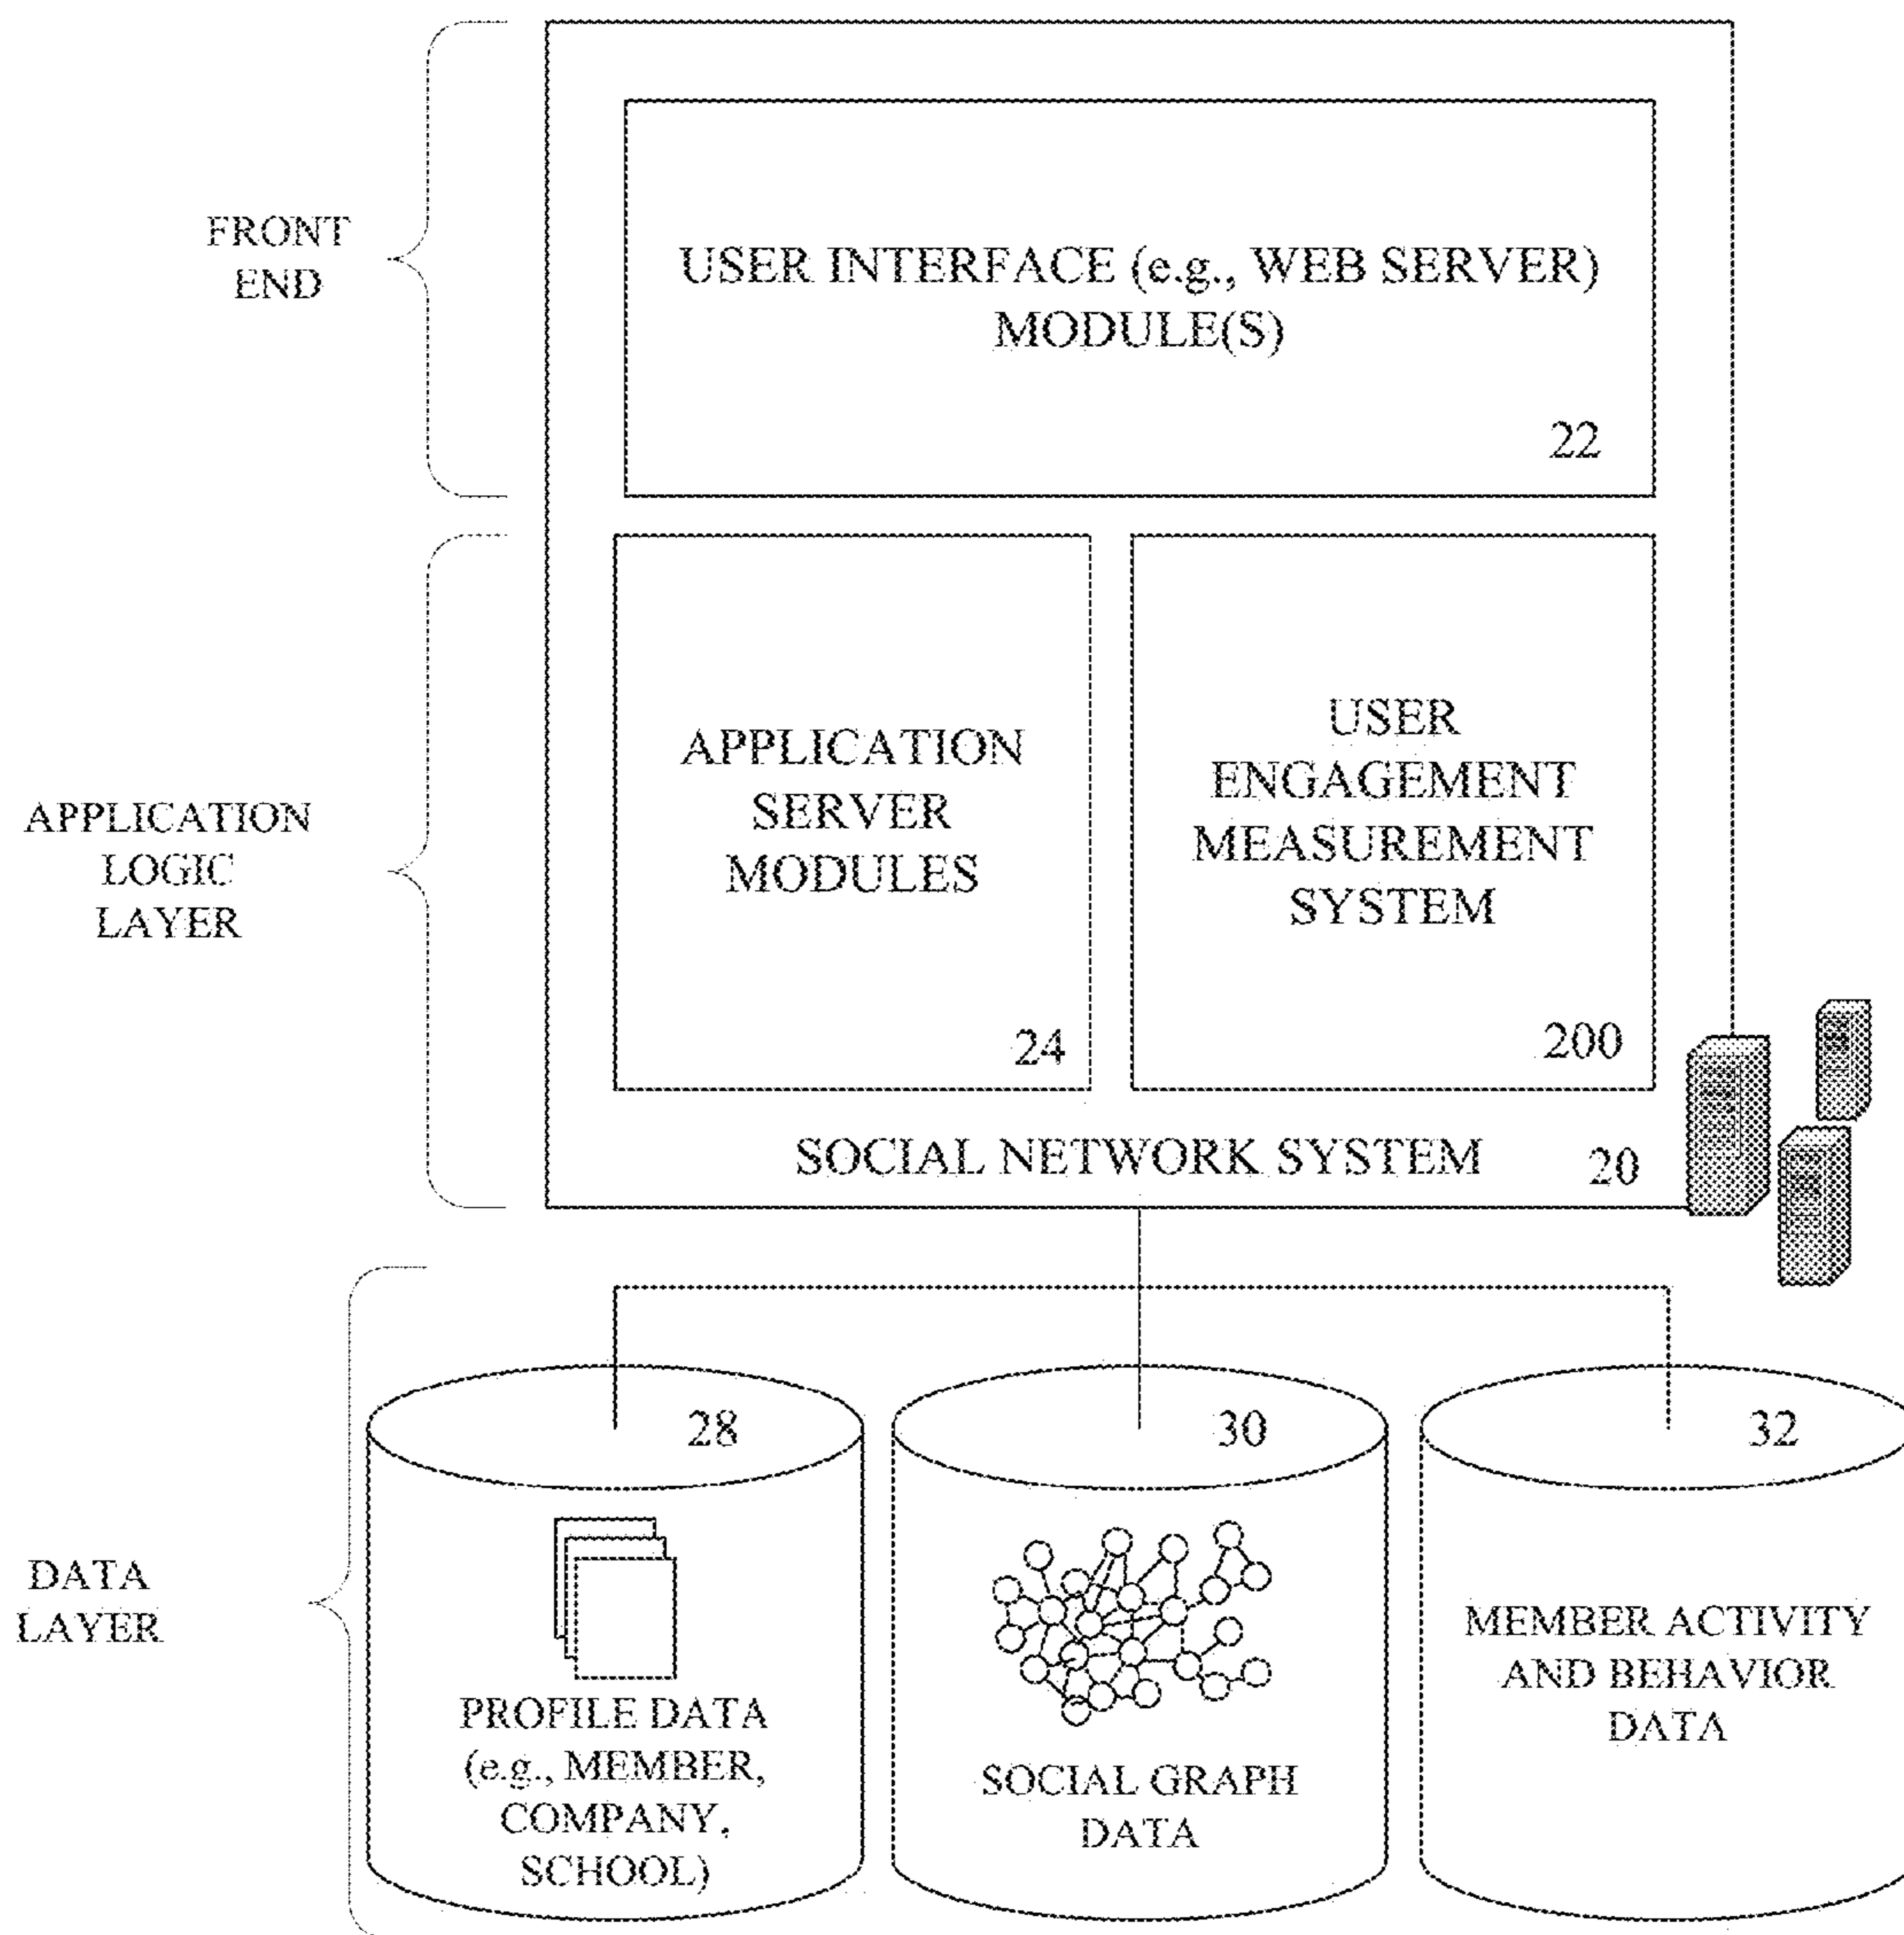 FRONT
END
USER INTERFACE (e.g., WEB SERVER)
MODULE(S)
22
APPLICATION
LOGIC
LAYER
APPLICATION
SERVER
MODULES
24
USER
ENGAGEMENT
MEASUREMENT
SYSTEM
200
SOCIAL NETWORK SYSTEM
20
DATA
LAYER
28
PROFILE DATA
(e.g., MEMBER,
COMPANY,
SCHOOL)
30
SOCIAL GRAPH
DATA
32
MEMBER ACTIVITY
AND BEHAVIOR
DATA